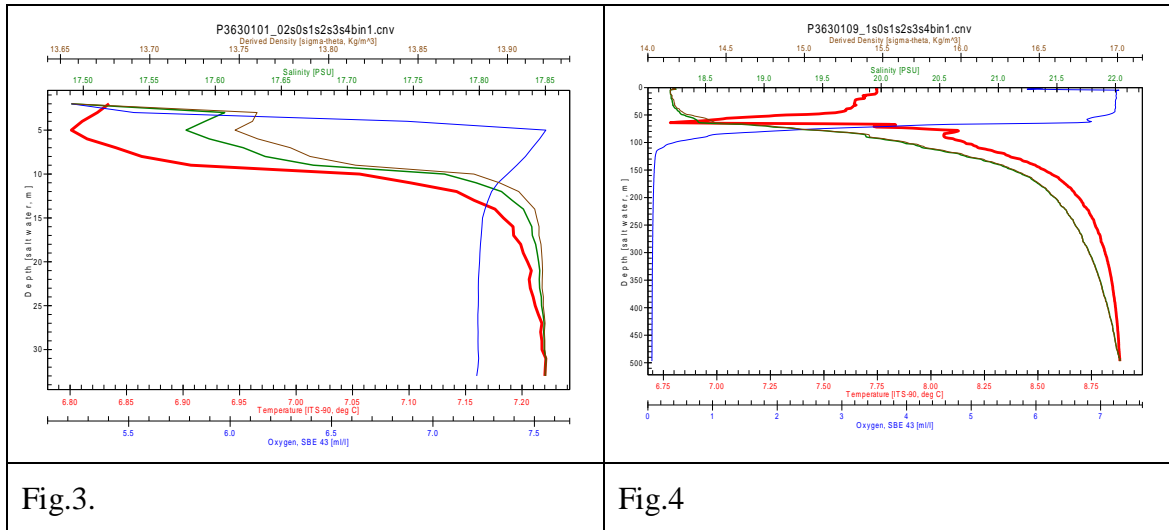 P3630101_02s0s1s2s3s4bin1.cnv
Derived Density [sigma-theta, Kg/m^3]
13.65 13.70 13.75 13.80 13.85 13.90
Salinity [PSU]
17.50 17.55 17.60 17.65 17.70 17.75 17.80 17.85
Depth [salt water, m]
5
10
15
20
25
30
6.80 6.85 6.90 6.95 7.00 7.05 7.10 7.15 7.20
Temperature [ITS-90, deg C]
5.5 6.0 6.5 7.0 7.5
Oxygen, SBE 43 [ml/l]
Fig.3.
P3630109_1s0s1s2s3s4bin1.cnv
Derived Density [sigma-theta, Kg/m^3]
14.0 14.5 15.0 15.5 16.0 16.5 17.0
Salinity [PSU]
18.5 19.0 19.5 20.0 20.5 21.0 21.5 22.0
Depth [salt water, m]
0
50
100
150
200
250
300
350
400
450
500
6.75 7.00 7.25 7.50 7.75 8.00 8.25 8.50 8.75
Temperature [ITS-90, deg C]
0 1 2 3 4 5 6 7
Oxygen, SBE 43 [ml/l]
Fig.4